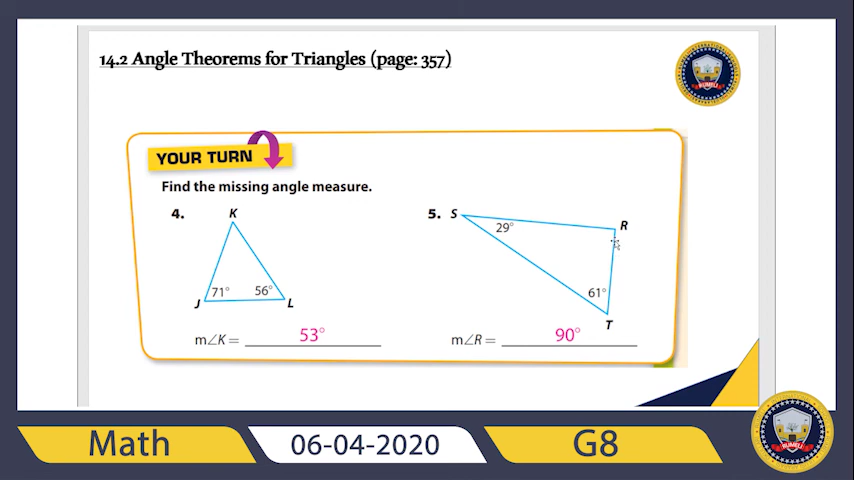 14.2 Angle Theorems for Triangles (page: 357)
YOUR TURN
Find the missing angle measure.
4.
K
71°
56°
J
L
m∠K = 53°
5.
S
R
29°
61°
T
m∠R = 90°
Math
06-04-2020
G8
BUMELI